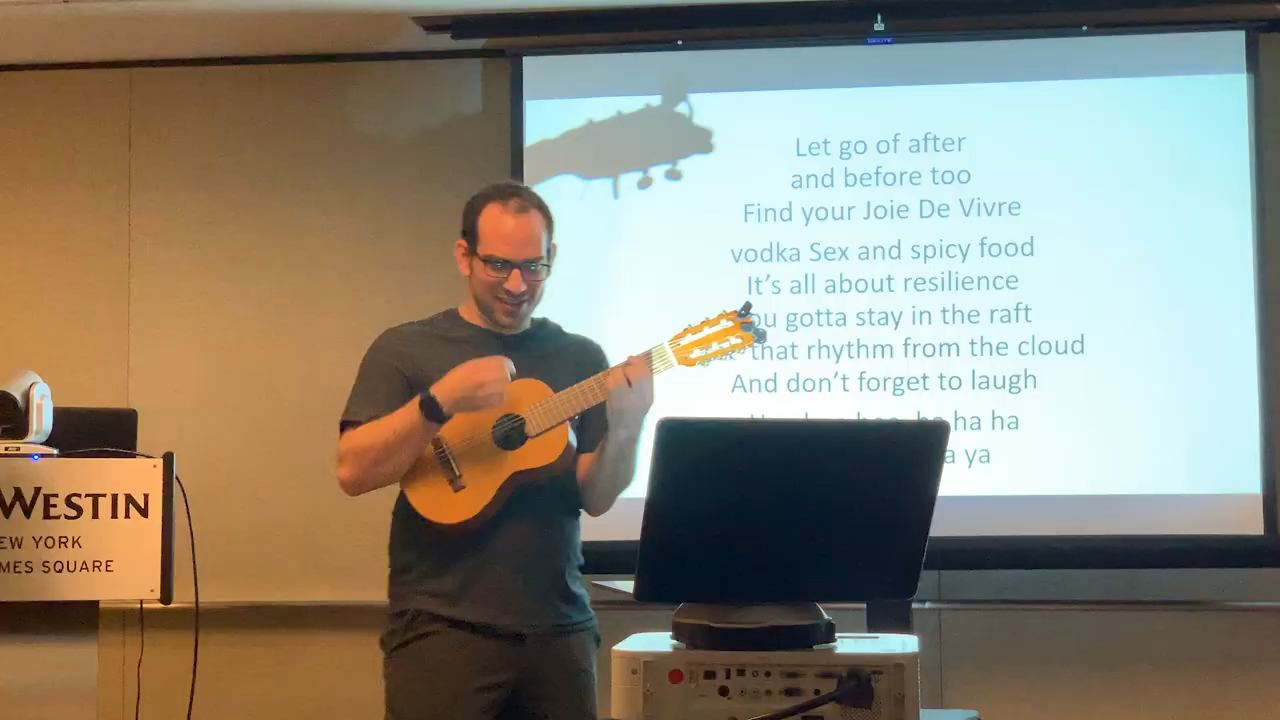 Let go of after
and before too
Find your Joie De Vivre
vodka Sex and spicy food
It's all about resilience
gotta stay in the raft
that rhythm from the cloud
And don't forget to laugh
ha ha
ya
WESTIN
YORK
SQUARE